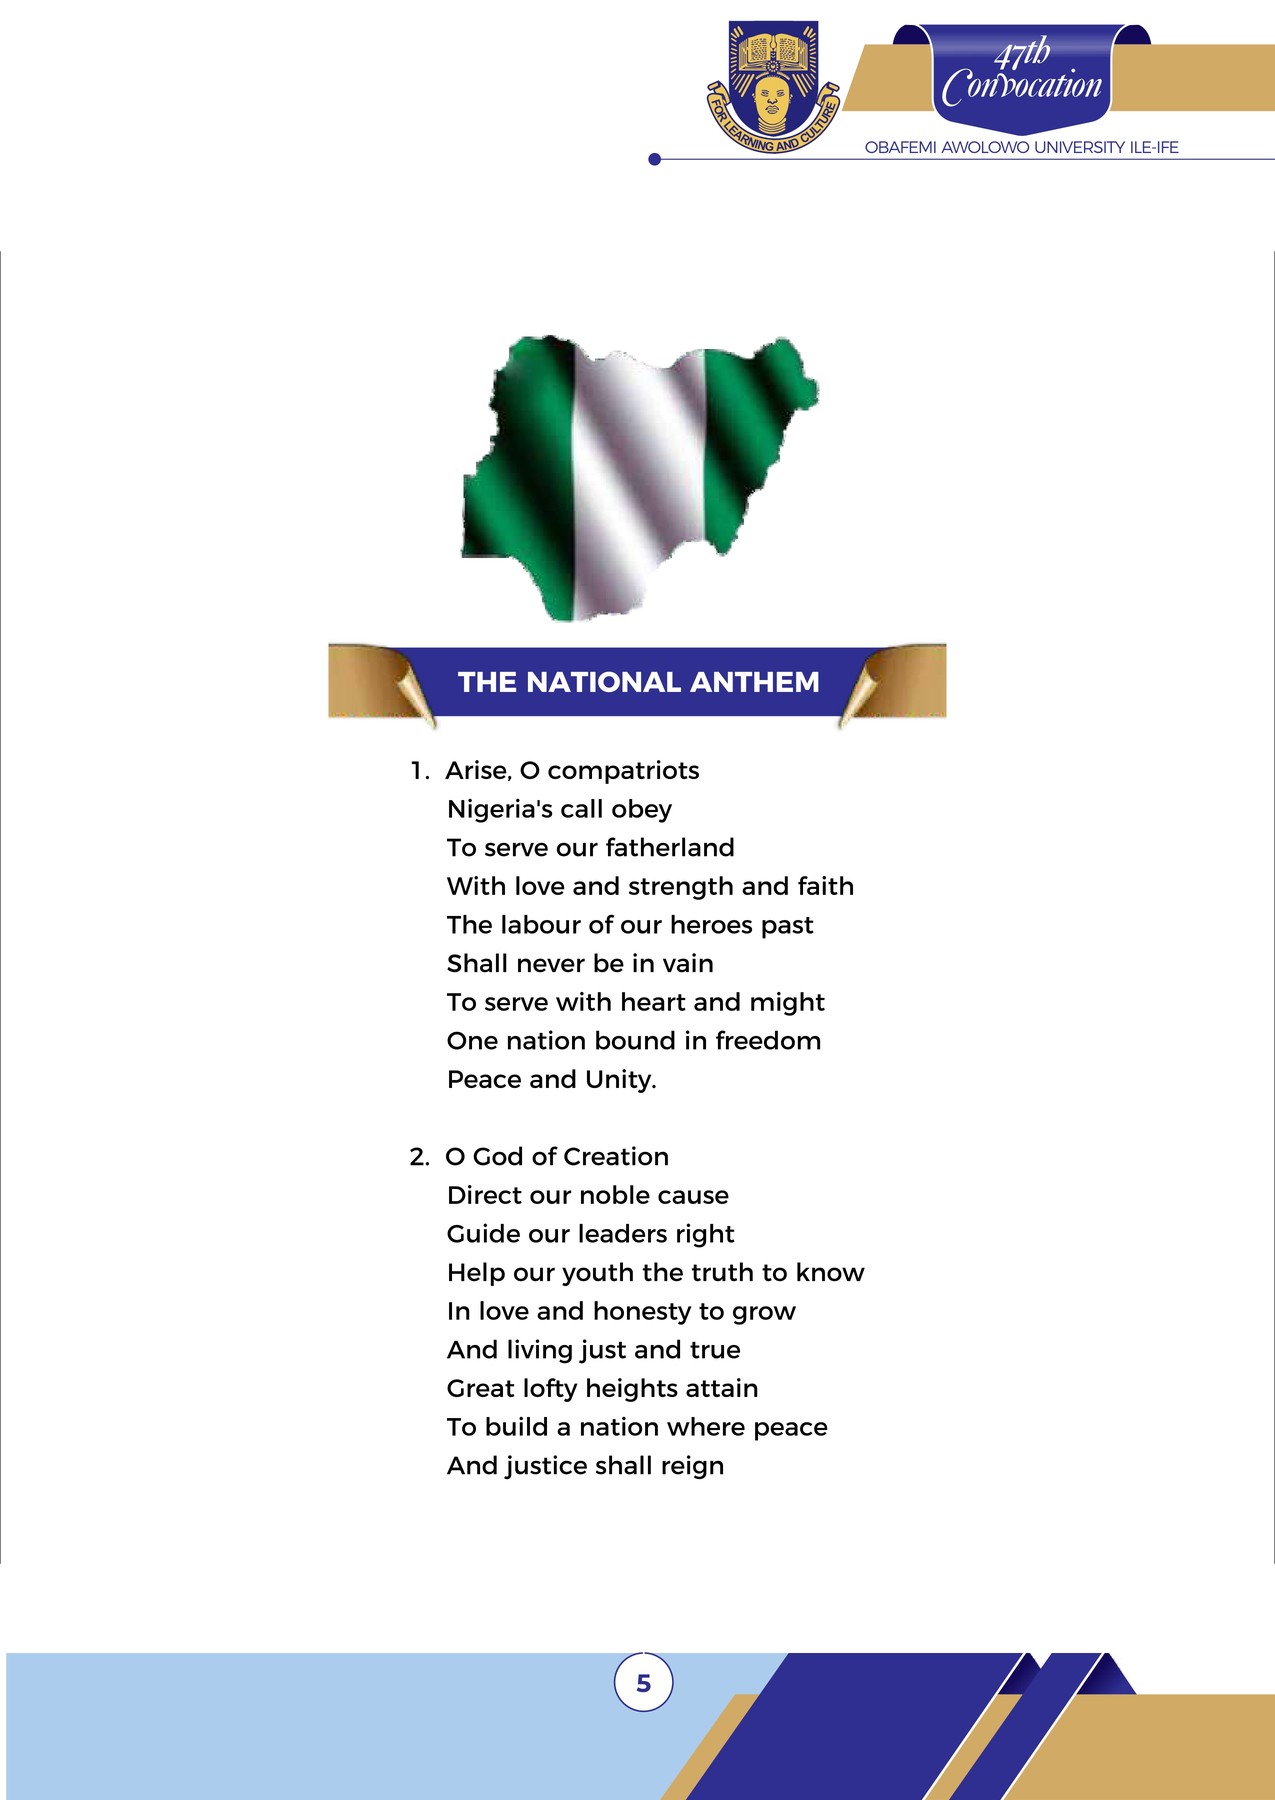 47th
Convocation
FOR LEARNING AND CULTURE
OBAFEMI AWOLOWO UNIVERSITY ILE-IFE
THE NATIONAL ANTHEM
1. Arise, O compatriots
Nigeria's call obey
To serve our fatherland
With love and strength and faith
The labour of our heroes past
Shall never be in vain
To serve with heart and might
One nation bound in freedom
Peace and Unity.
2. O God of Creation
Direct our noble cause
Guide our leaders right
Help our youth the truth to know
In love and honesty to grow
And living just and true
Great lofty heights attain
To build a nation where peace
And justice shall reign
5